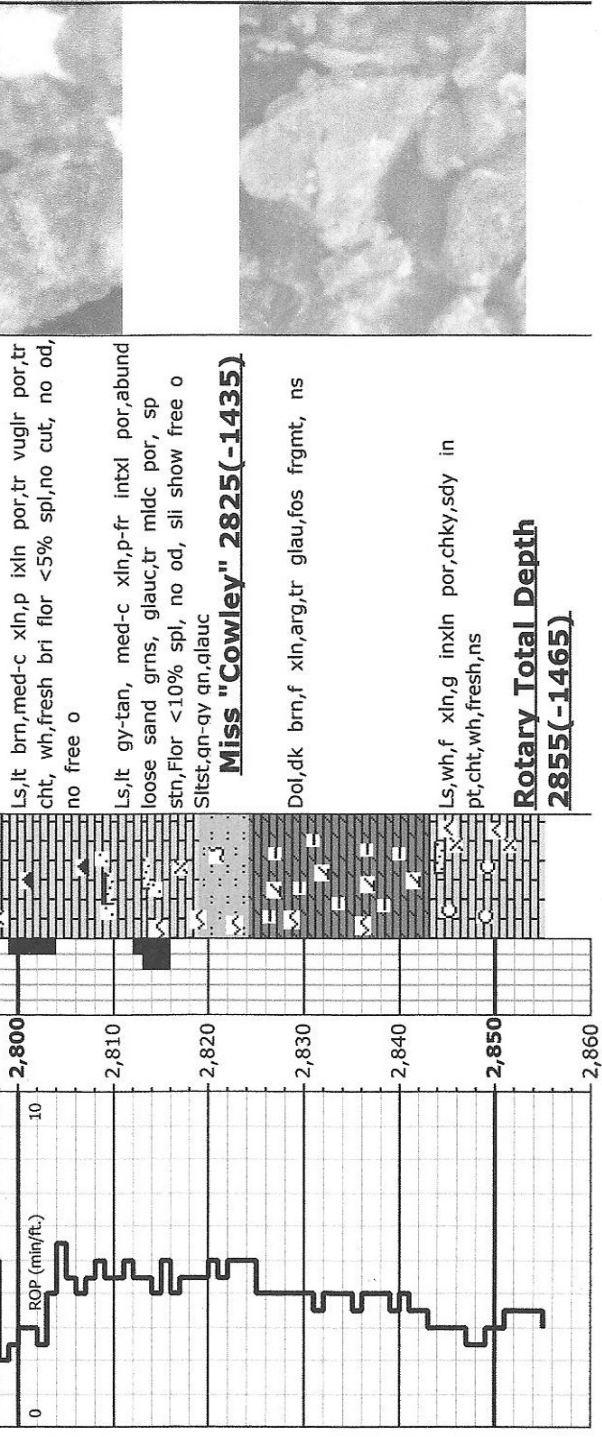 0 ROP (min/ft.) 10
2,800
2,810
2,820
2,830
2,840
2,850
2,860
Ls,lt brn,med-c xln,p ixln por,tr vuglr por,tr
cht, wh,fresh bri flor <5% spl,no cut, no od,
no free o
Ls,lt gy-tan, med-c xln,p-fr intxl por,abund
loose sand grns, glauc,tr mldc por, sp
stn,Flor <10% spl, no od, sli show free o
Sltst,gn-gy gn,glauc
Miss "Cowley" 2825(-1435)
Dol,dk brn,f xln,arg,tr glau,fos frgmt, ns
Ls,wh,f xln,g inxln por,chky,sdy in
pt,cht,wh,fresh,ns
Rotary Total Depth
2855(-1465)